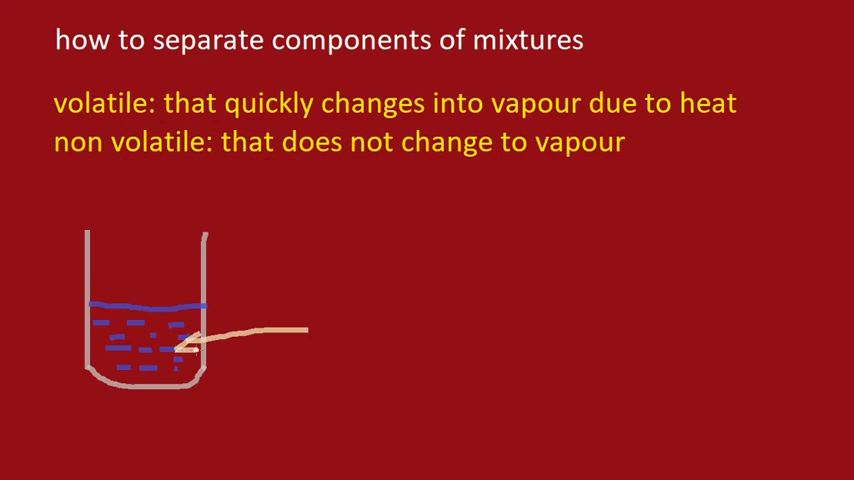 how to separate components of mixtures
volatile: that quickly changes into vapour due to heat
non volatile: that does not change to vapour